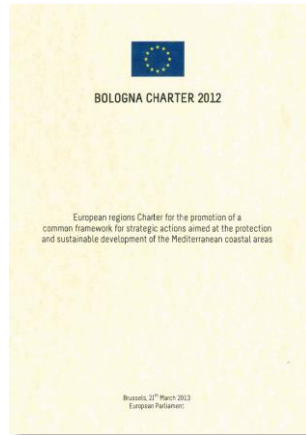 BOLOGNA CHARTER 2012
European regions Charter for the promotion of a
common framework for strategic actions aimed at the protection
and sustainable development of the Mediterranean coastal areas
Brussels, 21th March 2013
European Parliament